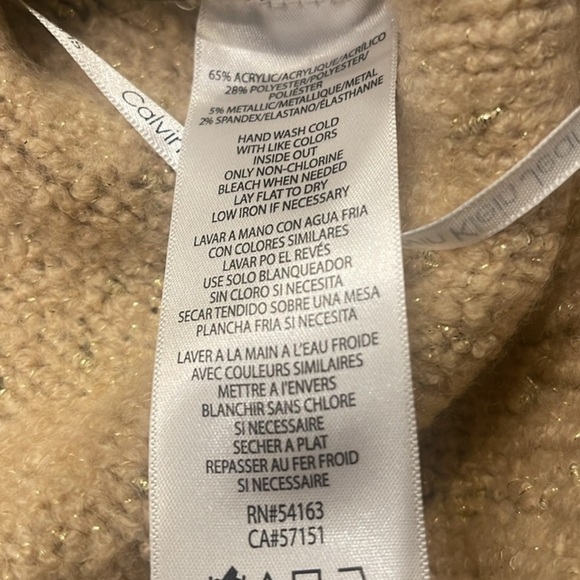 65% ACRYLIC/ACRYLIQUE/ACRÍLICO
28% POLYESTER/POLYESTER/
POLIÉSTER
5% METALLIC/METALLIQUE/METAL
2% SPANDEX/ELASTANO/ÉLASTHANNE
HAND WASH COLD
WITH LIKE COLORS
INSIDE OUT
ONLY NON-CHLORINE
BLEACH WHEN NEEDED
LAY FLAT TO DRY
LOW IRON IF NECESSARY
LAVAR A MANO CON AGUA FRIA
CON COLORES SIMILARES
LAVAR PO EL REVÉS
USE SOLO BLANQUEADOR
SIN CLORO SI NECESITA
SECAR TENDIDO SOBRE UNA MESA
PLANCHA FRIA SI NECESITA
LAVER A LA MAIN A L'EAU FROIDE
AVEC COULEURS SIMILAIRES
METTRE A l'ENVERS
BLANCHIR SANS CHLORE
SI NECESSAIRE
SECHER A PLAT
REPASSER AU FER FROID
SI NECESSAIRE
RN#54163
CA#57151
Calvin
Klein Jeans